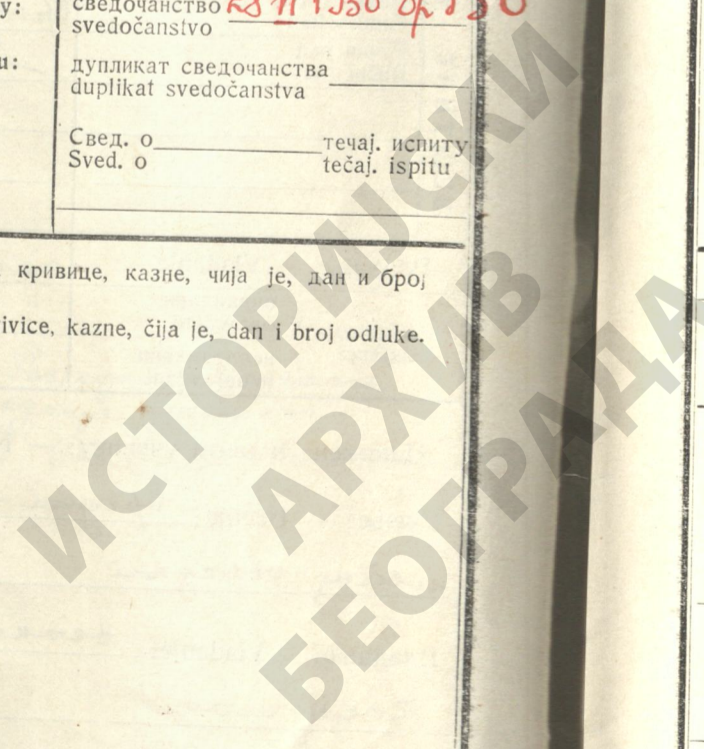 у: сведочанство
svedočanstvo
u: дупликат сведочанства
duplikat svedočanstva
Свед. о течај. испиту
Sved. o tečaj. ispitu
кривице, казне, чија је, дан и број
ivice, kazne, čija je, dan i broj odluke.
ИСТОРИЈСКИ
АРХИВ
БЕОГРАДА